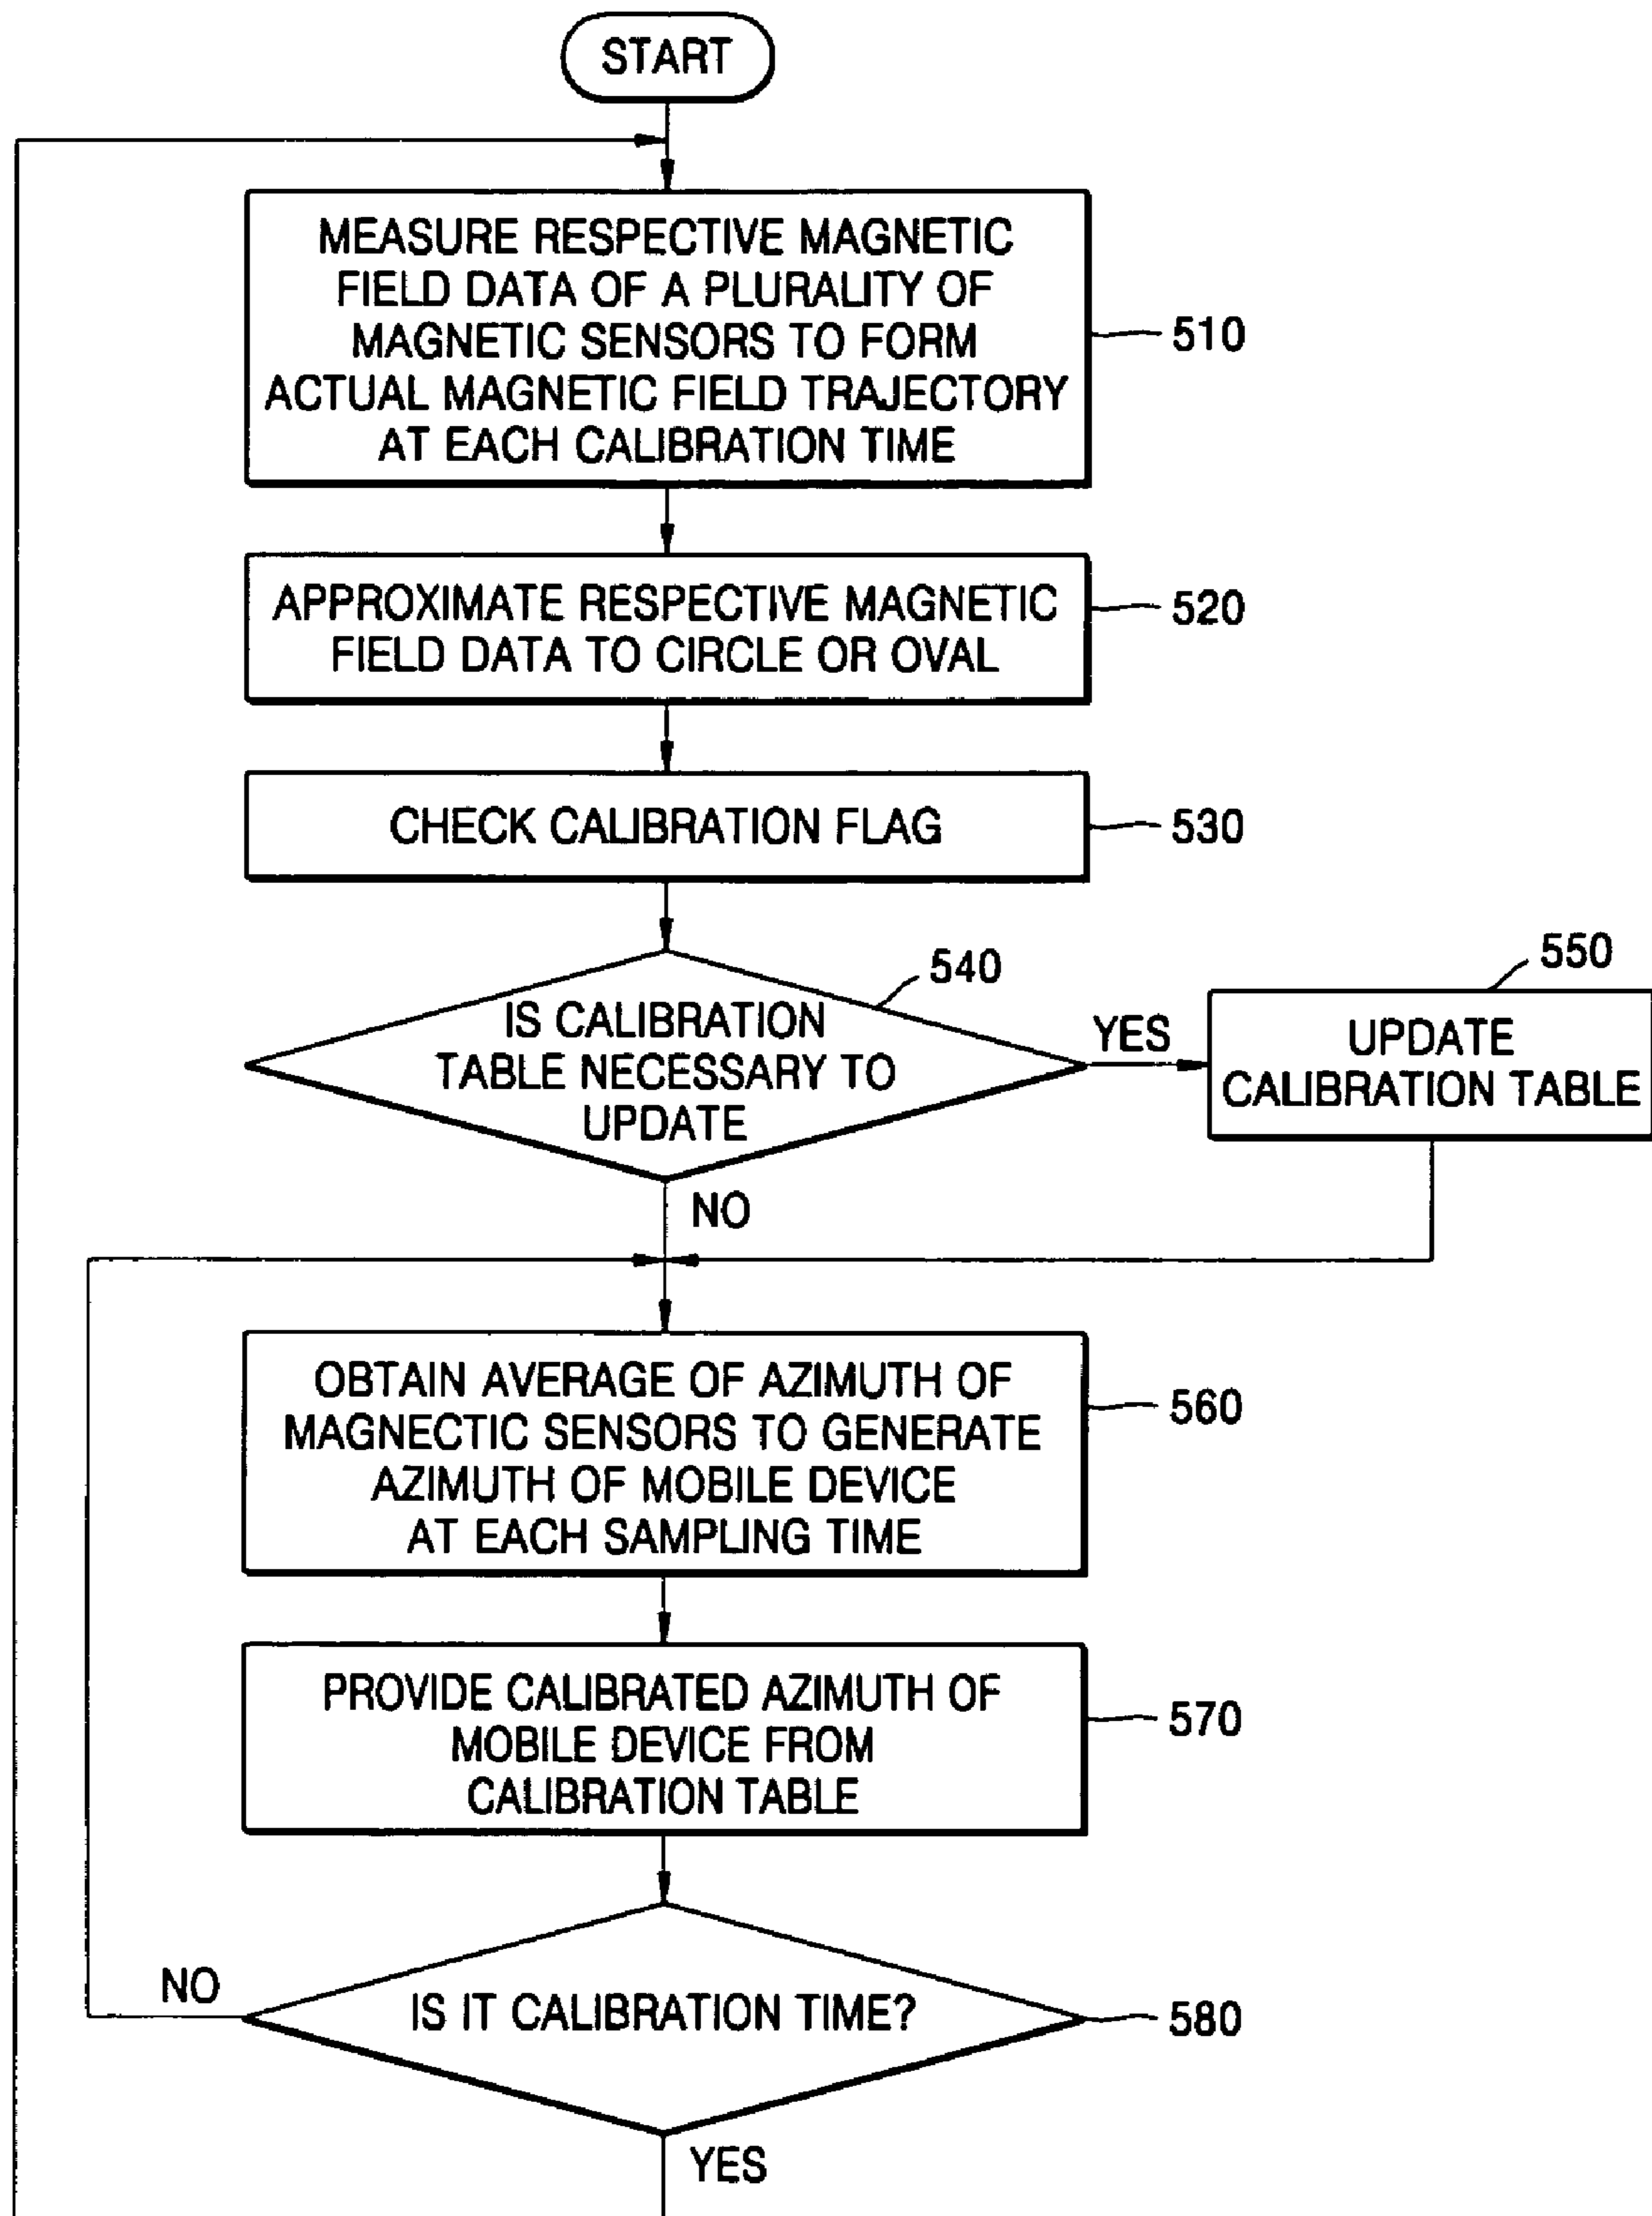 START
MEASURE RESPECTIVE MAGNETIC
FIELD DATA OF A PLURALITY OF
MAGNETIC SENSORS TO FORM
ACTUAL MAGNETIC FIELD TRAJECTORY
AT EACH CALIBRATION TIME
510
APPROXIMATE RESPECTIVE MAGNETIC
FIELD DATA TO CIRCLE OR OVAL
520
CHECK CALIBRATION FLAG
530
IS CALIBRATION
TABLE NECESSARY TO
UPDATE
540
YES
550
UPDATE
CALIBRATION TABLE
NO
OBTAIN AVERAGE OF AZIMUTH OF
MAGNECTIC SENSORS TO GENERATE
AZIMUTH OF MOBILE DEVICE
AT EACH SAMPLING TIME
560
PROVIDE CALIBRATED AZIMUTH OF
MOBILE DEVICE FROM
CALIBRATION TABLE
570
NO
IS IT CALIBRATION TIME?
580
YES